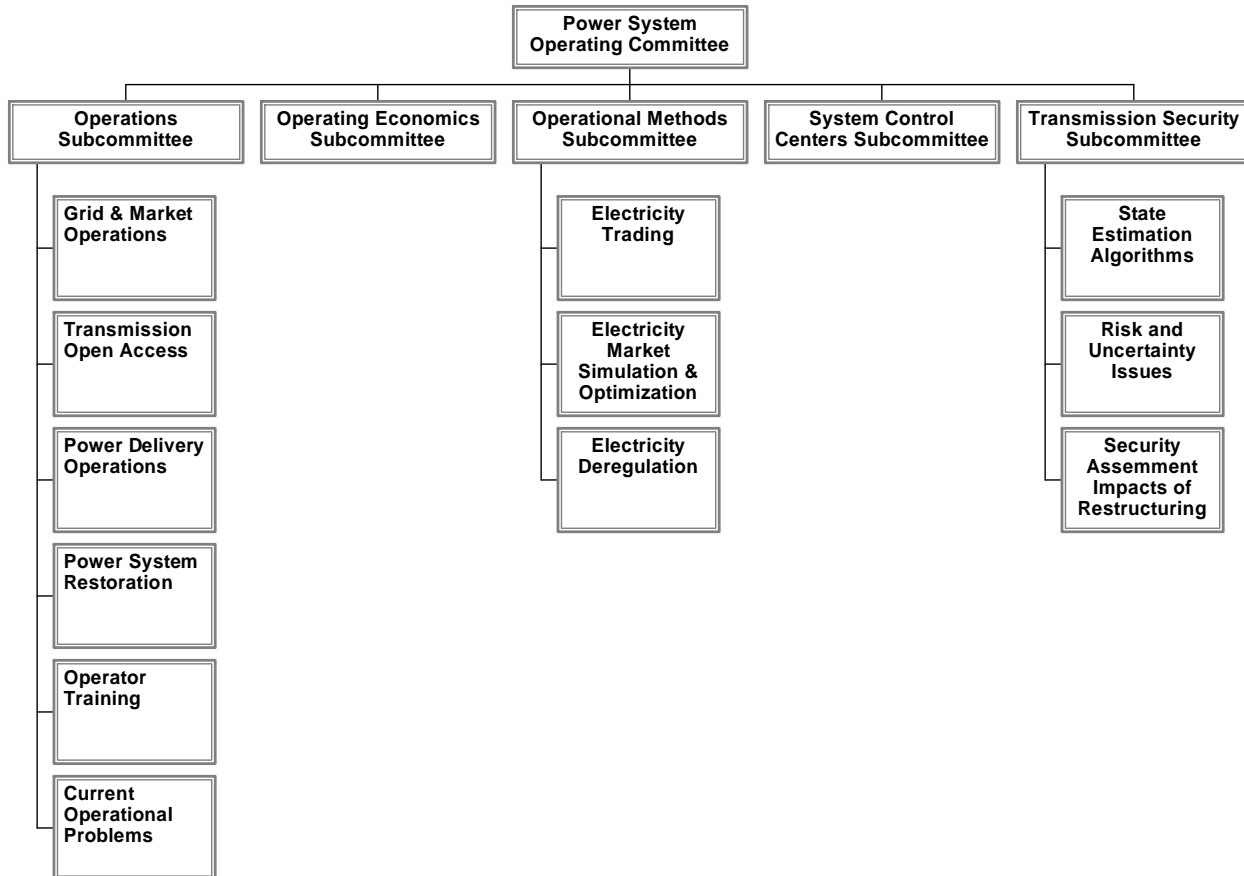 Power System
Operating Committee
Operations
Subcommittee
Operating Economics
Subcommittee
Operational Methods
Subcommittee
System Control
Centers Subcommittee
Transmission Security
Subcommittee
Grid & Market
Operations
Transmission
Open Access
Power Delivery
Operations
Power System
Restoration
Operator
Training
Current
Operational
Problems
Electricity
Trading
Electricity
Market
Simulation &
Optimization
Electricity
Deregulation
State
Estimation
Algorithms
Risk and
Uncertainty
Issues
Security
Assemment
Impacts of
Restructuring